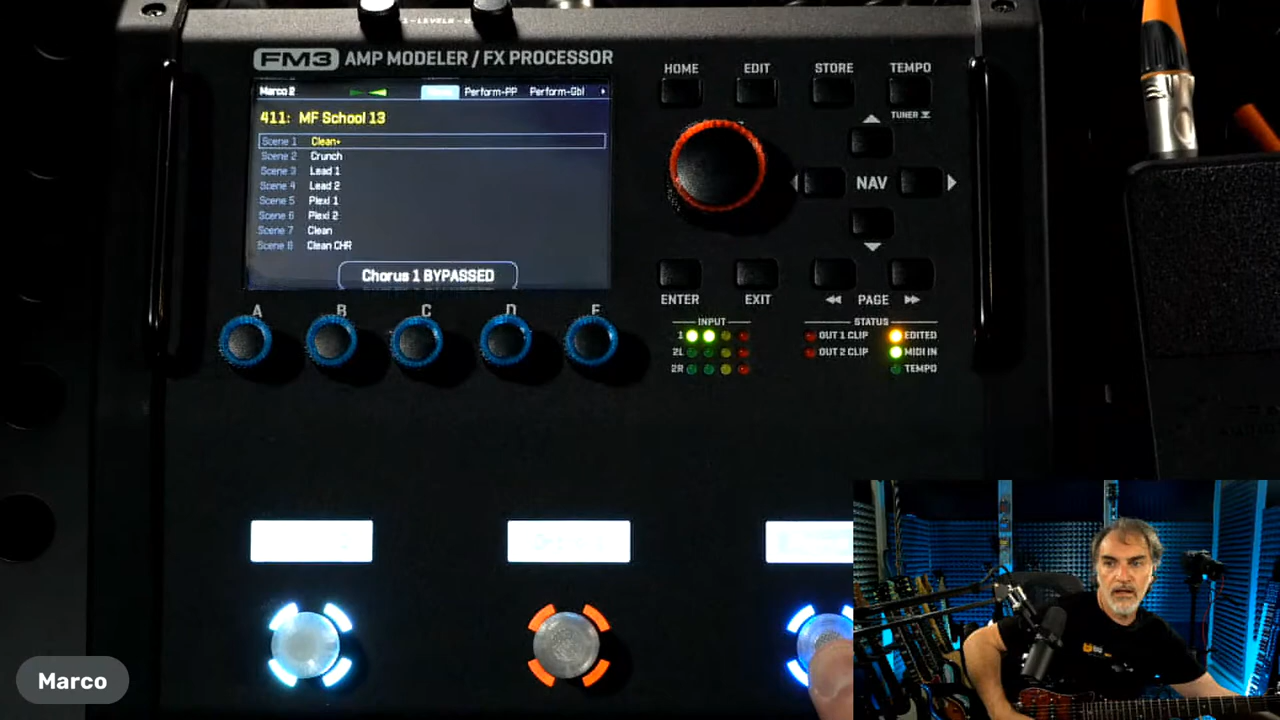 1-LEVELS-
FM3 AMP MODELER / FX PROCESSOR
Marco 2 Perform-PP Perform-Gbl
411: MF School 13
Scene 1 Clean+
Scene 2 Crunch
Scene 3 Lead 1
Scene 4 Lead 2
Scene 5 Plexi 1
Scene 6 Plexi 2
Scene 7 Clean
Scene 8 Clean CHR
Chorus 1 BYPASSED
A B C D E
HOME EDIT STORE TEMPO
TUNER
NAV
ENTER EXIT PAGE
INPUT
1
2L
2R
STATUS
OUT 1 CLIP EDITED
OUT 2 CLIP MIDI IN
TEMPO
Marco